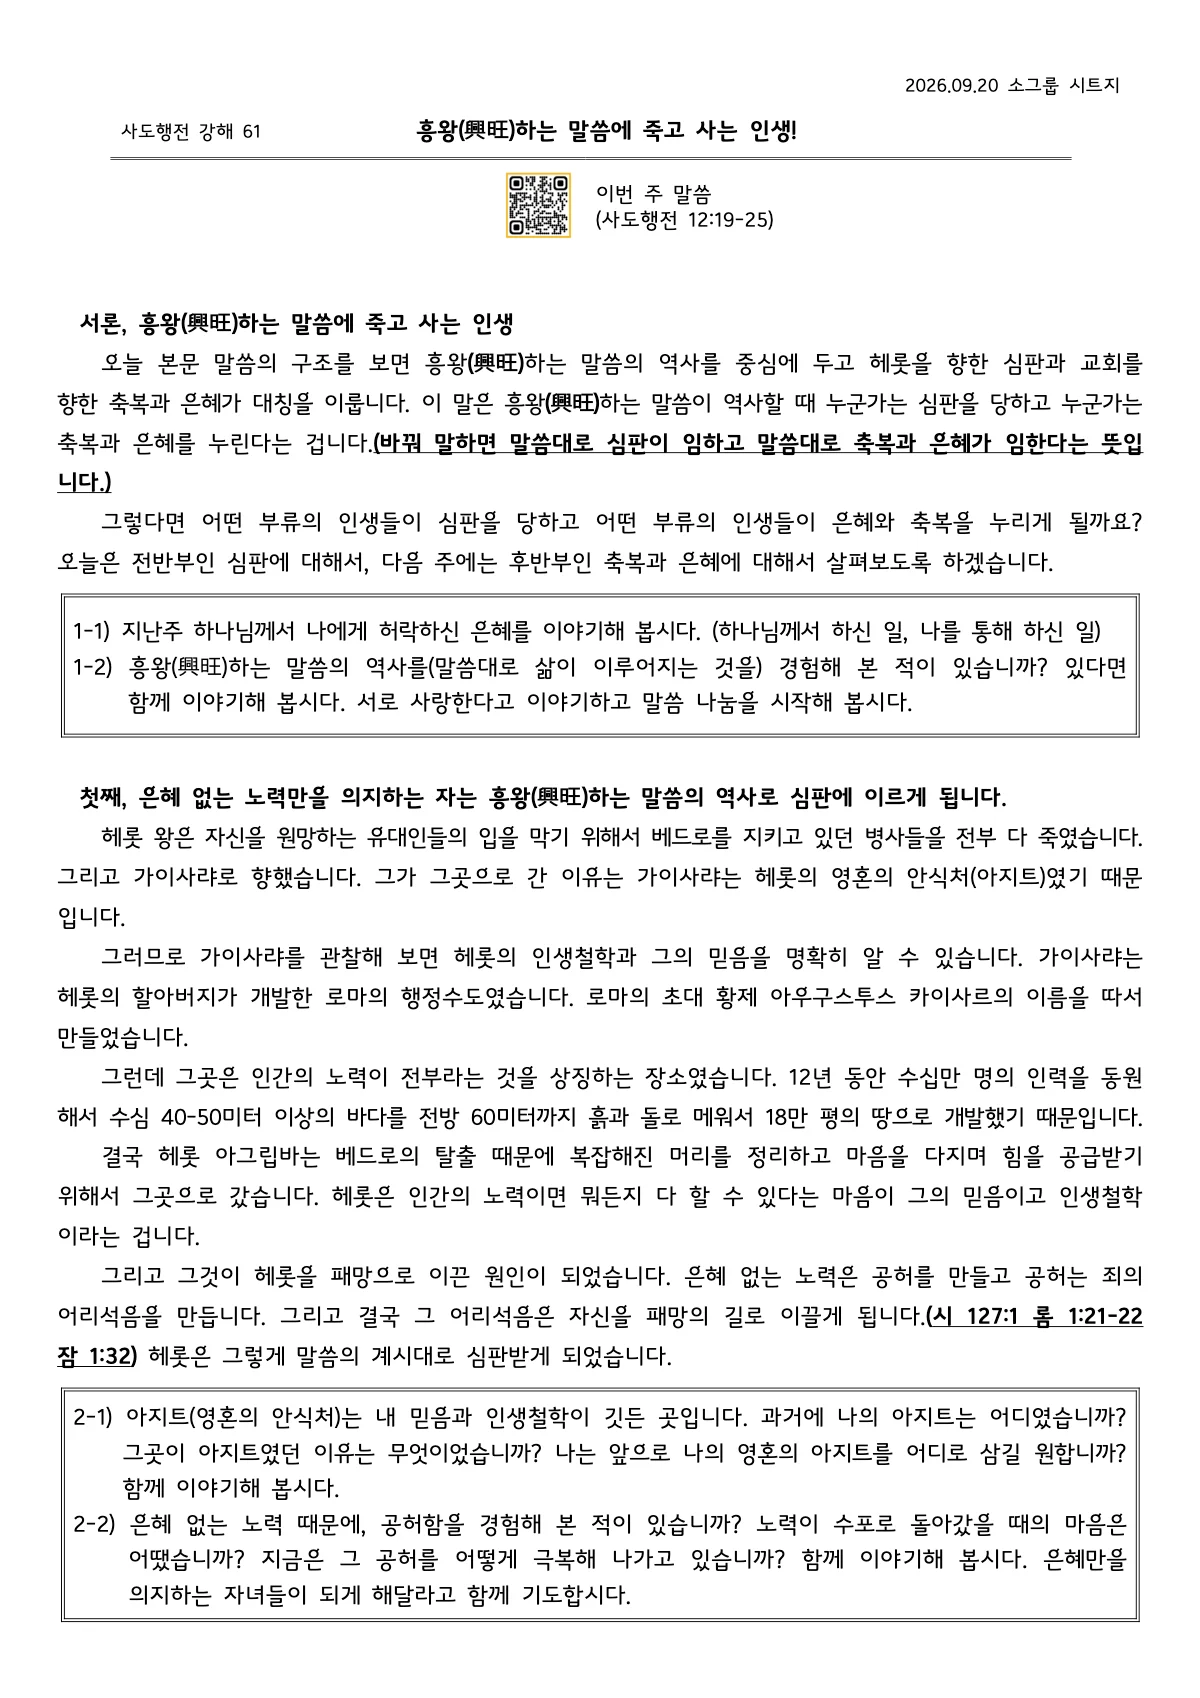 2026.09.20 소그룹 시트지
사도행전 강해 61
흥왕(興旺)하는 말씀에 죽고 사는 인생!
이번 주 말씀
(사도행전 12:19-25)
서론, 흥왕(興旺)하는 말씀에 죽고 사는 인생
오늘 본문 말씀의 구조를 보면 흥왕(興旺)하는 말씀의 역사를 중심에 두고 헤롯을 향한 심판과 교회를
향한 축복과 은혜가 대칭을 이룹니다. 이 말은 흥왕(興旺)하는 말씀이 역사할 때 누군가는 심판을 당하고 누군가는
축복과 은혜를 누린다는 겁니다.(바꿔 말하면 말씀대로 심판이 임하고 말씀대로 축복과 은혜가 임한다는 뜻입
니다.)
그렇다면 어떤 부류의 인생들이 심판을 당하고 어떤 부류의 인생들이 은혜와 축복을 누리게 될까요?
오늘은 전반부인 심판에 대해서, 다음 주에는 후반부인 축복과 은혜에 대해서 살펴보도록 하겠습니다.
1-1) 지난주 하나님께서 나에게 허락하신 은혜를 이야기해 봅시다. (하나님께서 하신 일, 나를 통해 하신 일)
1-2) 흥왕(興旺)하는 말씀의 역사를(말씀대로 삶이 이루어지는 것을) 경험해 본 적이 있습니까? 있다면
함께 이야기해 봅시다. 서로 사랑한다고 이야기하고 말씀 나눔을 시작해 봅시다.
첫째, 은혜 없는 노력만을 의지하는 자는 흥왕(興旺)하는 말씀의 역사로 심판에 이르게 됩니다.
헤롯 왕은 자신을 원망하는 유대인들의 입을 막기 위해서 베드로를 지키고 있던 병사들을 전부 다 죽였습니다.
그리고 가이사랴로 향했습니다. 그가 그곳으로 간 이유는 가이사랴는 헤롯의 영혼의 안식처(아지트)였기 때문
입니다.
그러므로 가이사랴를 관찰해 보면 헤롯의 인생철학과 그의 믿음을 명확히 알 수 있습니다. 가이사랴는
헤롯의 할아버지가 개발한 로마의 행정수도였습니다. 로마의 초대 황제 아우구스투스 카이사르의 이름을 따서
만들었습니다.
그런데 그곳은 인간의 노력이 전부라는 것을 상징하는 장소였습니다. 12년 동안 수십만 명의 인력을 동원
해서 수심 40-50미터 이상의 바다를 전방 60미터까지 흙과 돌로 메워서 18만 평의 땅으로 개발했기 때문입니다.
결국 헤롯 아그립바는 베드로의 탈출 때문에 복잡해진 머리를 정리하고 마음을 다지며 힘을 공급받기
위해서 그곳으로 갔습니다. 헤롯은 인간의 노력이면 뭐든지 다 할 수 있다는 마음이 그의 믿음이고 인생철학
이라는 겁니다.
그리고 그것이 헤롯을 패망으로 이끈 원인이 되었습니다. 은혜 없는 노력은 공허를 만들고 공허는 죄의
어리석음을 만듭니다. 그리고 결국 그 어리석음은 자신을 패망의 길로 이끌게 됩니다.(시 127:1 롬 1:21-22
잠 1:32) 헤롯은 그렇게 말씀의 계시대로 심판받게 되었습니다.
2-1) 아지트(영혼의 안식처)는 내 믿음과 인생철학이 깃든 곳입니다. 과거에 나의 아지트는 어디였습니까?
그곳이 아지트였던 이유는 무엇이었습니까? 나는 앞으로 나의 영혼의 아지트를 어디로 삼길 원합니까?
함께 이야기해 봅시다.
2-2) 은혜 없는 노력 때문에, 공허함을 경험해 본 적이 있습니까? 노력이 수포로 돌아갔을 때의 마음은
어땠습니까? 지금은 그 공허를 어떻게 극복해 나가고 있습니까? 함께 이야기해 봅시다. 은혜만을
의지하는 자녀들이 되게 해달라고 함께 기도합시다.